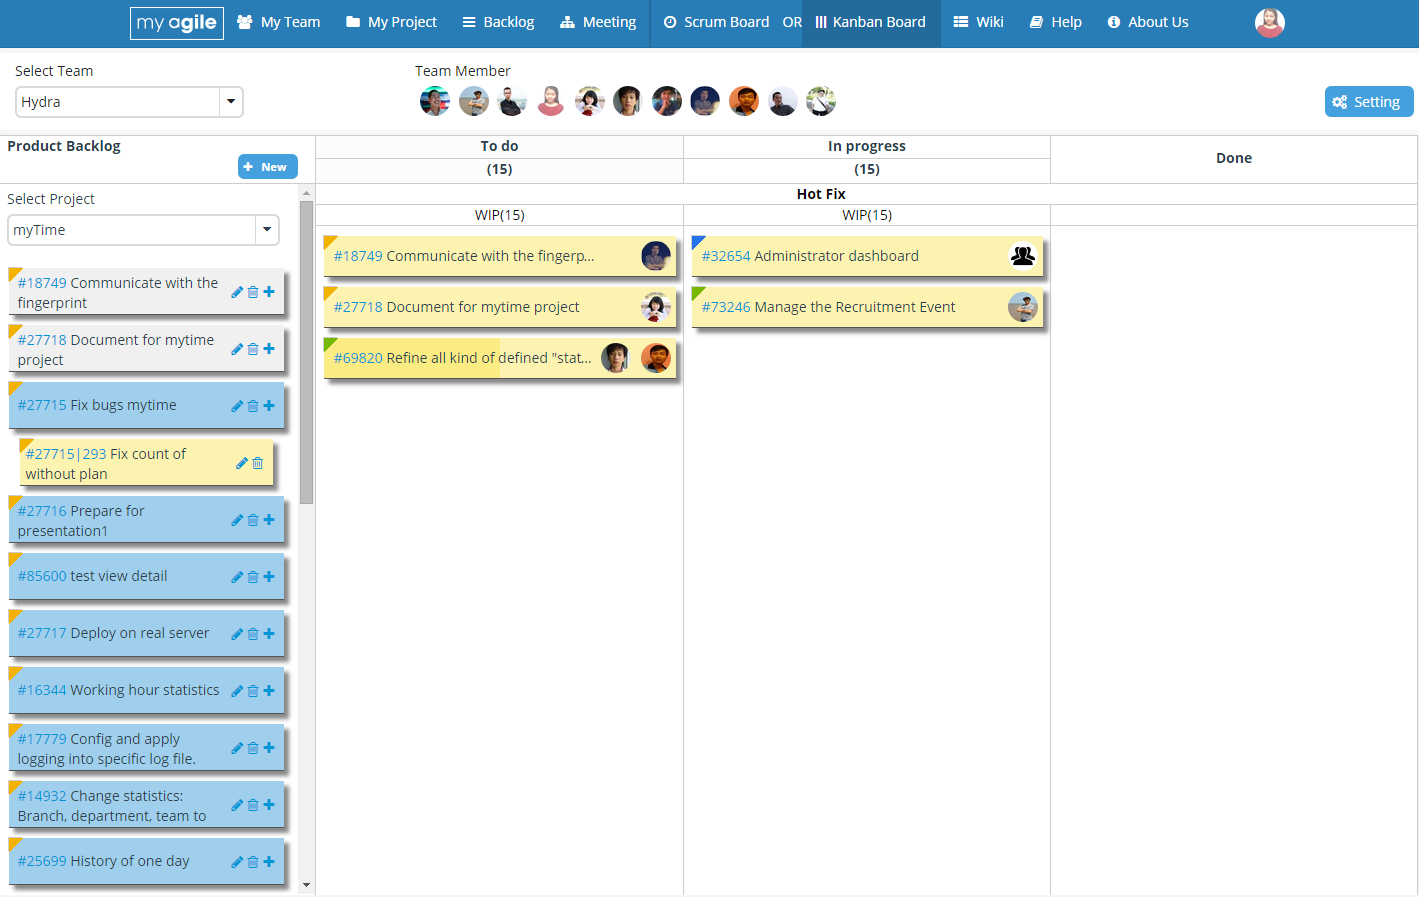 my agile
My Team
My Project
Backlog
Meeting
Scrum Board
OR
Kanban Board
Wiki
Help
About Us
Select Team
Team Member
Hydra
Setting
Product Backlog
New
To do
(15)
In progress
(15)
Done
Select Project
myTime
Hot Fix
WIP(15)
WIP(15)
#18749 Communicate with the
fingerprint
#27718 Document for mytime
project
#27715 Fix bugs mytime
#27715|293 Fix count of
without plan
#27716 Prepare for
presentation1
#85600 test view detail
#27717 Deploy on real server
#16344 Working hour statistics
#17779 Config and apply
logging into specific log file.
#14932 Change statistics:
Branch, department, team to
#25699 History of one day
#18749 Communicate with the fingerp...
#27718 Document for mytime project
#69820 Refine all kind of defined "stat...
#32654 Administrator dashboard
#73246 Manage the Recruitment Event